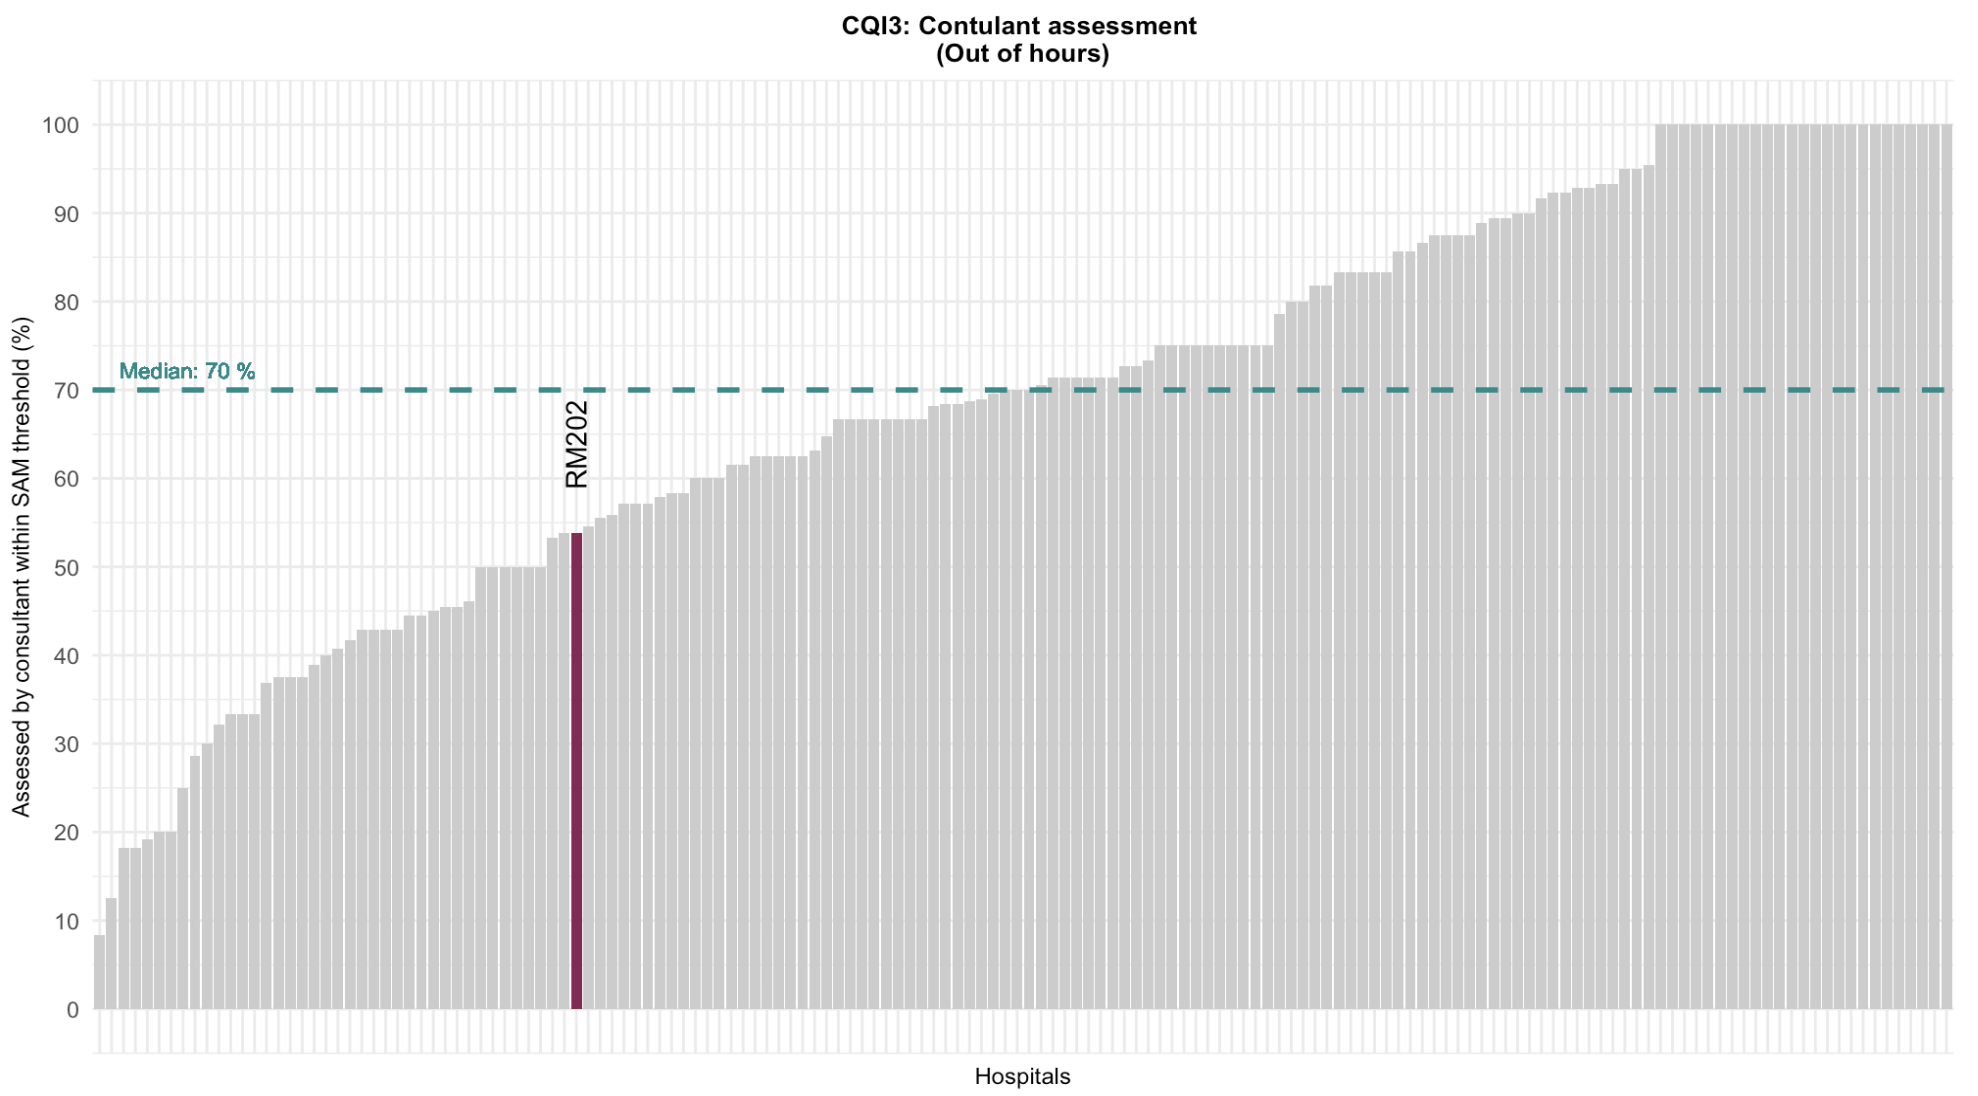 CQI3: Contulant assessment
(Out of hours)
Assessed by consultant within SAM threshold (%)
100
90
80
70
60
50
40
30
20
10
0
Median: 70 %
RM202
Hospitals